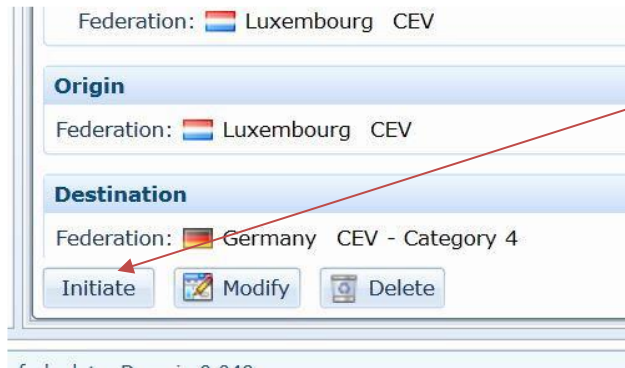 Federation: Luxembourg CEV
Origin
Federation: Luxembourg CEV
Destination
Federation: Germany CEV - Category 4
Initiate Modify Delete